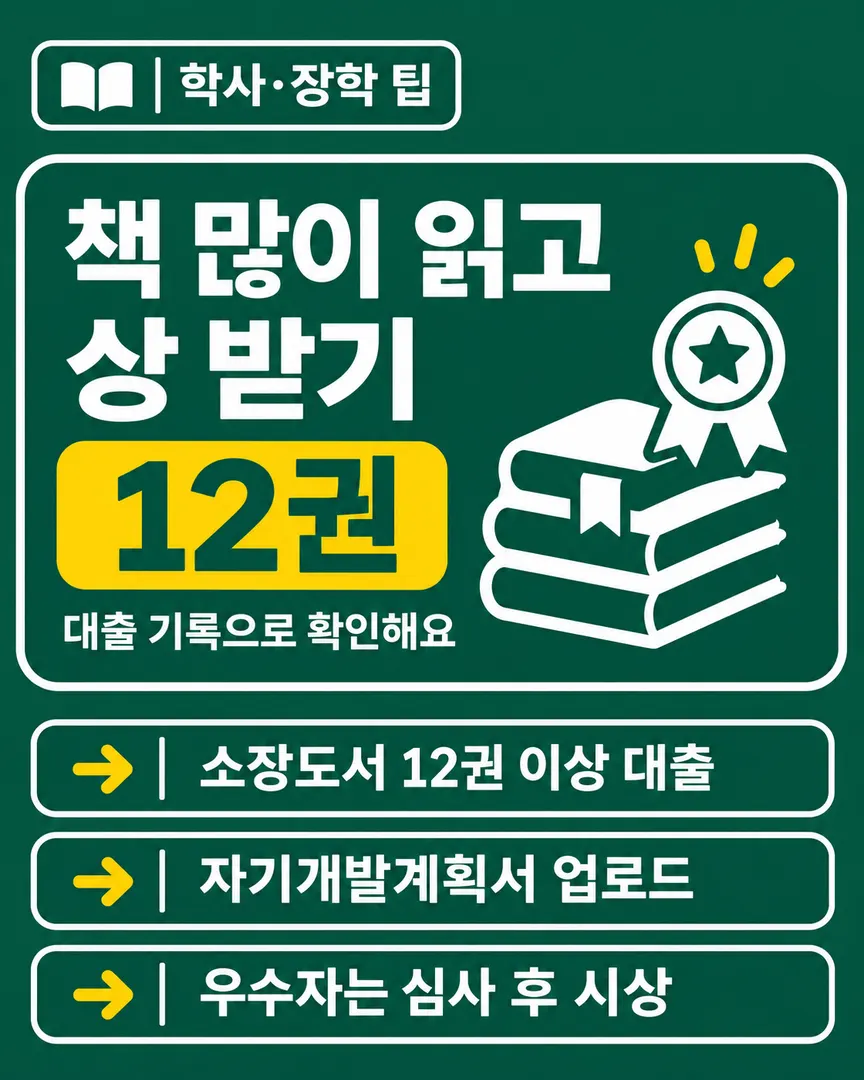 학사·장학 팁
책 많이 읽고
상 받기
12권
대출 기록으로 확인해요
소장도서 12권 이상 대출
자기개발계획서 업로드
우수자는 심사 후 시상